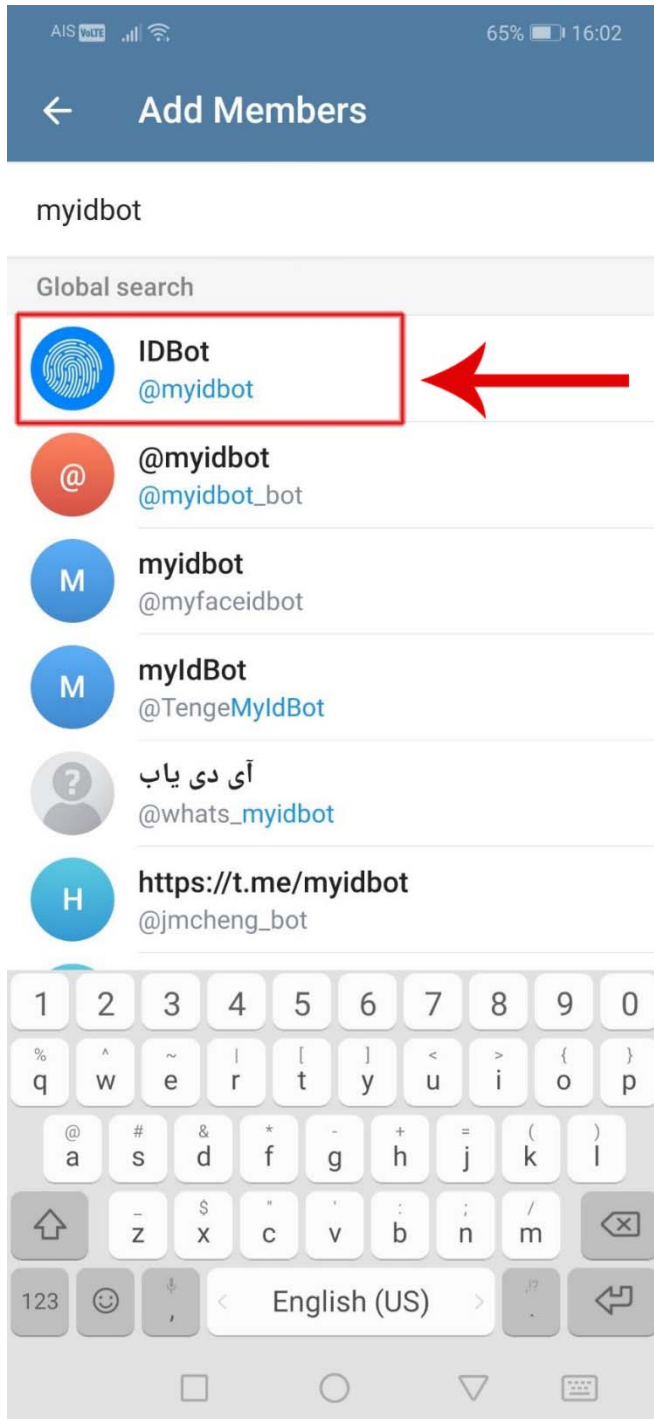 AIS VoLTE 65% 16:02
Add Members
myidbot
Global search
IDBot
@myidbot
@
@myidbot
@myidbot_bot
M
myidbot
@myfaceidbot
M
myIdBot
@TengeMyIdBot
?
آی دی یاب
@whats_myidbot
H
https://t.me/myidbot
@jmcheng_bot
1 2 3 4 5 6 7 8 9 0
% ^ ~ | [ ] < > { }
q w e r t y u i o p
@ # & * - + = ( )
a s d f g h j k l
_ $ " ' : ; /
z x c v b n m
123 , < English (US) > ,!? .